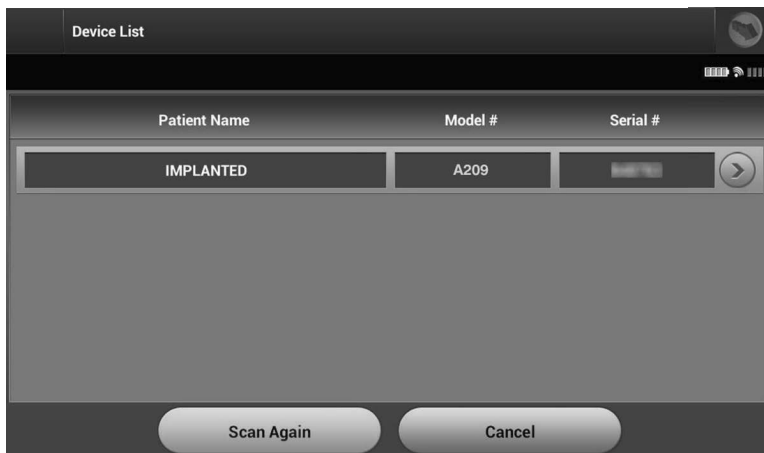 Device List
Patient Name Model # Serial #
IMPLANTED A209
Scan Again Cancel